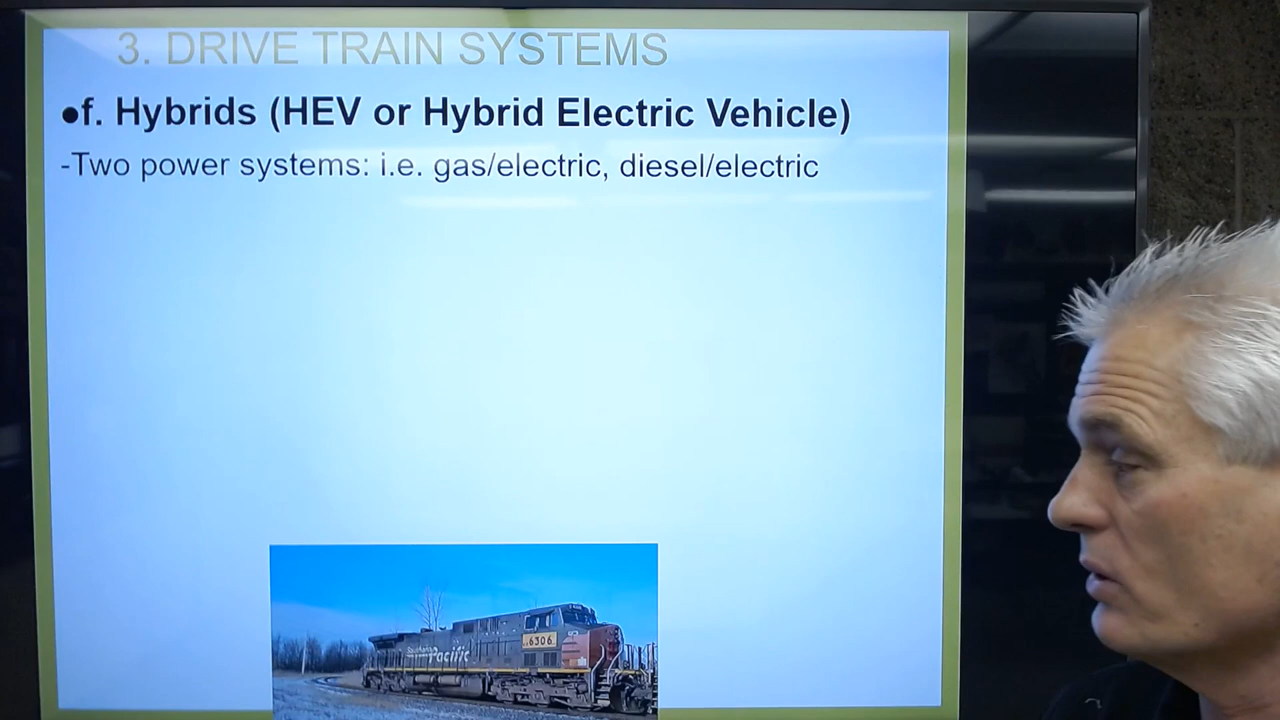 3. DRIVE TRAIN SYSTEMS
●f. Hybrids (HEV or Hybrid Electric Vehicle)
-Two power systems: i.e. gas/electric, diesel/electric
6306
Southern Pacific